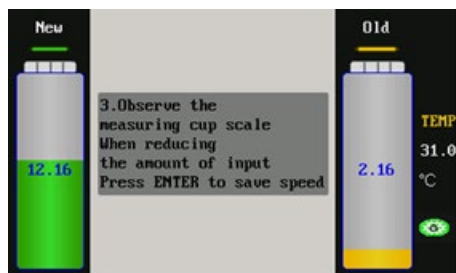 New
Old
3.Observe the
measuring cup scale
When reducing
the amount of input
Press ENTER to save speed
12.16
2.16
TEMP
31.0
°C